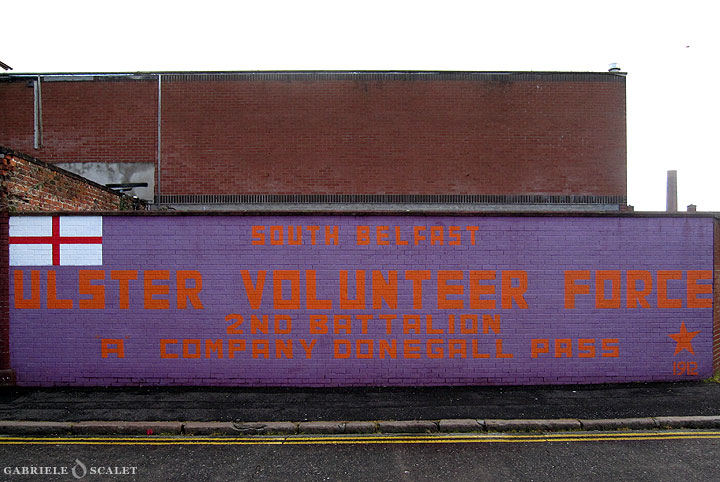 SOUTH BELFAST
ULSTER VOLUNTEER FORCE
2ND BATTALION
"A" COMPANY DONEGALL PASS
1912
GABRIELE SCALET